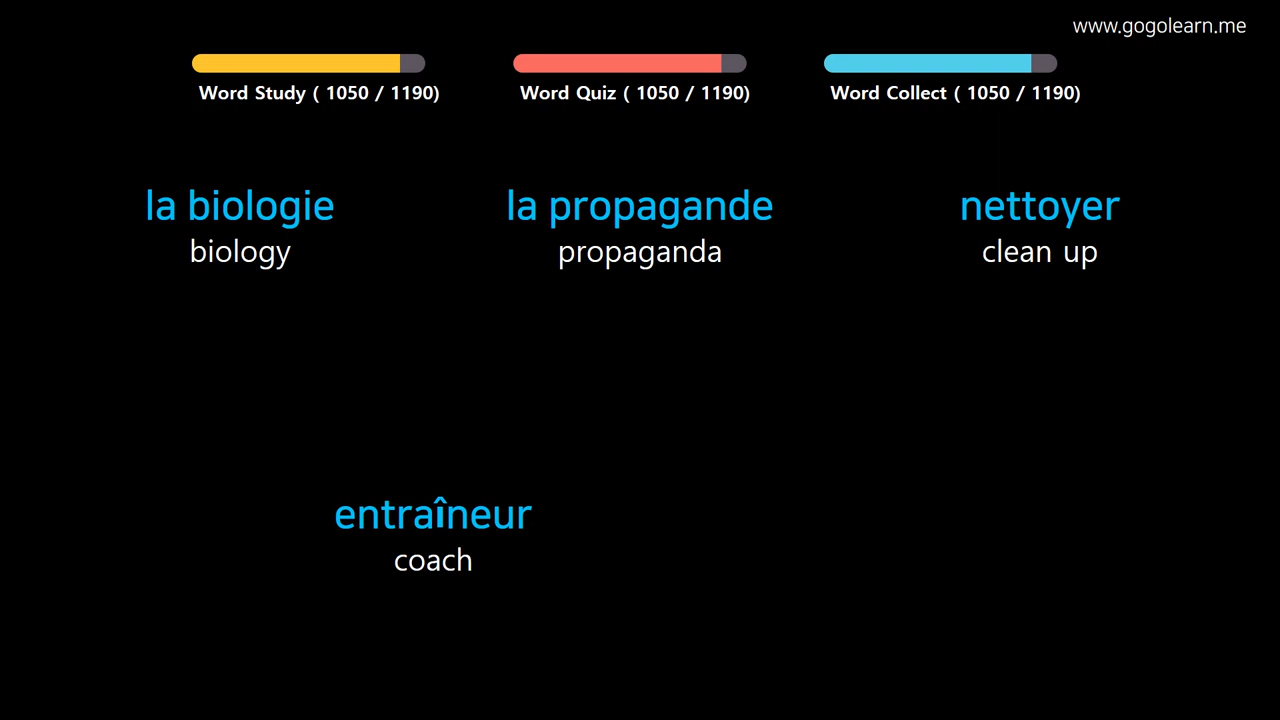 www.gogolearn.me
Word Study ( 1050 / 1190)
Word Quiz ( 1050 / 1190)
Word Collect ( 1050 / 1190)
la biologie
biology
la propagande
propaganda
nettoyer
clean up
entraîneur
coach